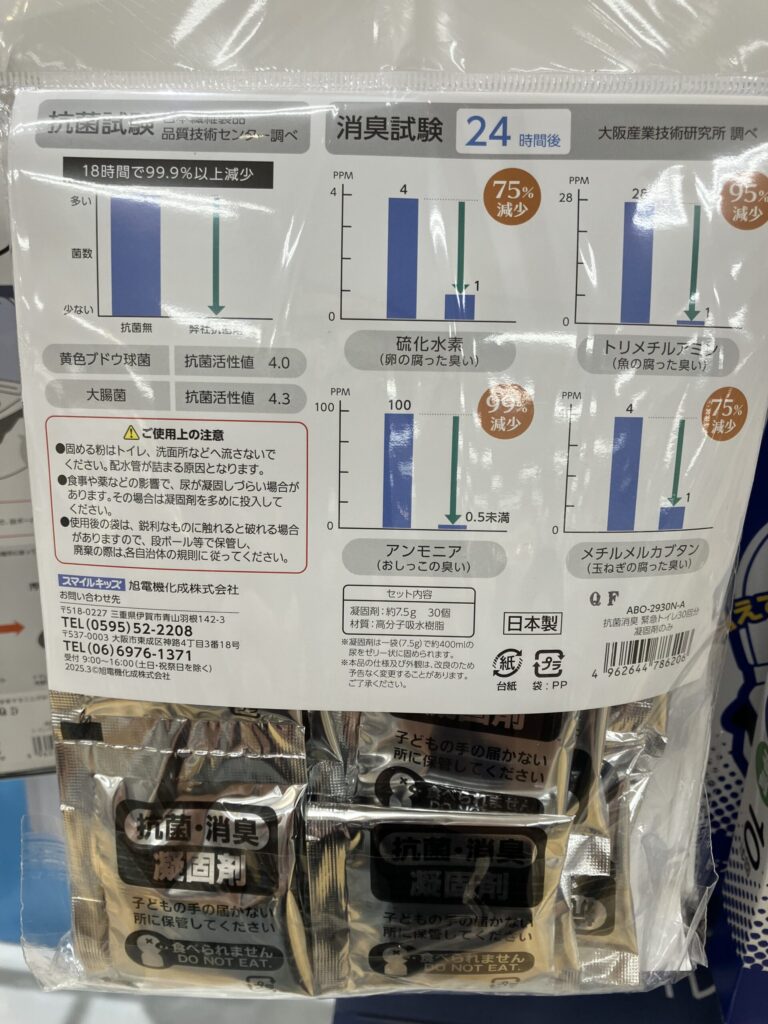 抗菌試験 日本繊維製品
品質技術センター調べ
18時間で99.9%以上減少
多い
菌数
少ない
抗菌無
弊社抗菌剤
黄色ブドウ球菌 抗菌活性値 4.0
大腸菌 抗菌活性値 4.3
ご使用上の注意
●固める粉はトイレ、洗面所などへ流さないで
ください。配水管が詰まる原因となります。
●食事や薬などの影響で、尿が凝固しづらい場合が
あります。その場合は凝固剤を多めに投入して
ください。
●使用後の袋は、鋭利なものに触れると破れる場合
がありますので、段ボール等で保管し、
廃棄の際は、各自治体の規則に従ってください。
スマイルキッズ 旭電機化成株式会社
お問い合わせ先
〒518-0227 三重県伊賀市青山羽根142-3
TEL(0595)52-2208
〒537-0003 大阪市東成区神路4丁目3番18号
TEL(06)6976-1371
受付 9:00~16:00(土・日・祝祭日を除く)
2025.3©旭電機化成株式会社
消臭試験 24時間後 大阪産業技術研究所 調べ
PPM
4
0
4
1
75%
減少
硫化水素
(卵の腐った臭い)
PPM
28
0
28
1
95%
減少
トリメチルアミン
(魚の腐った臭い)
PPM
100
0
100
0.5未満
99%
減少
アンモニア
(おしっこの臭い)
PPM
4
0
4
1
75%
減少
メチルメルカプタン
(玉ねぎの腐った臭い)
セット内容
凝固剤:約7.5g 30個
材質:高分子吸水樹脂
※凝固剤は一袋(7.5g)で約400mlの
尿をゼリー状に固められます。
※本品の仕様及び外観は、改良のため
予告なく変更することがあります。
ご了承ください。
日本製
紙
台紙
プラ
袋:PP
QF
ABO-2930N-A
抗菌消臭 緊急トイレ30回分
凝固剤のみ
4 962644 786206
凝固剤
子どもの手の届かない
所に保管してください
食べられません
抗菌・消臭
凝固剤
子どもの手の届かない
所に保管してください
食べられません
DO NOT EAT.
抗菌・消臭
凝固剤
子どもの手の届かない
所に保管してください
食べられません
DO NOT EAT.
10